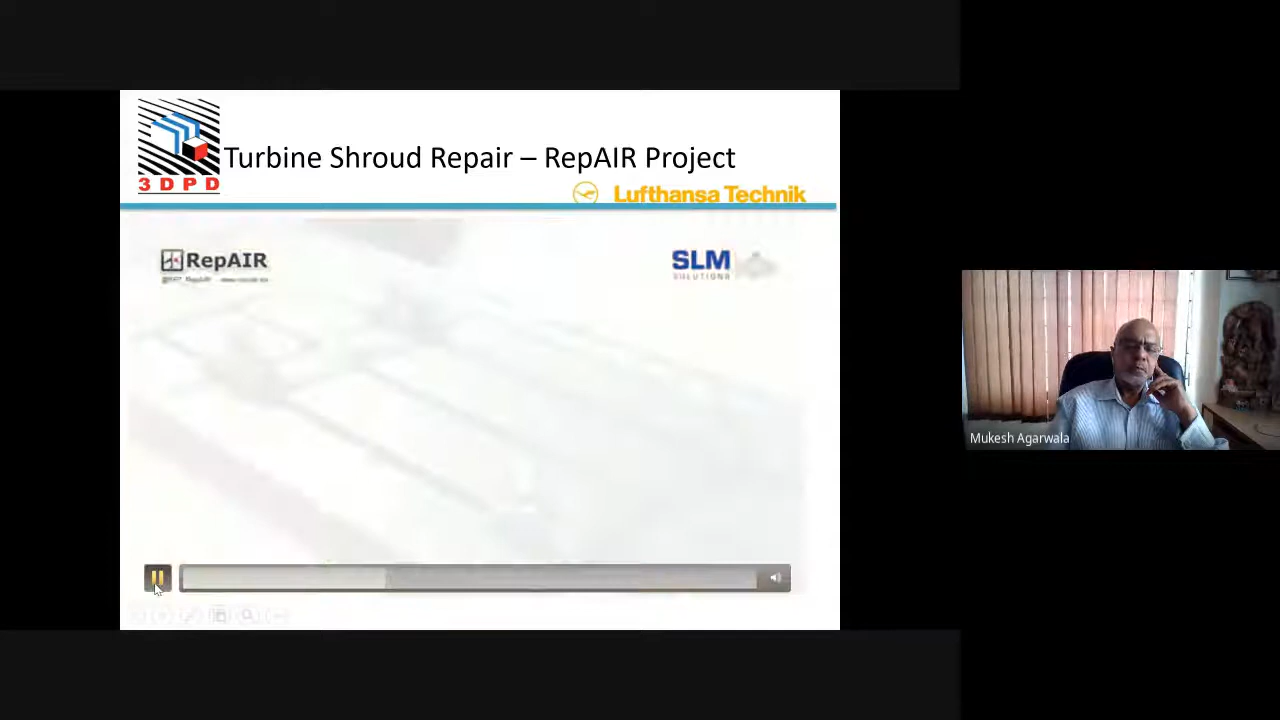 Turbine Shroud Repair – RepAIR Project
3DPD
Lufthansa Technik
RepAIR
SLM
SOLUTIONS
Mukesh Agarwala